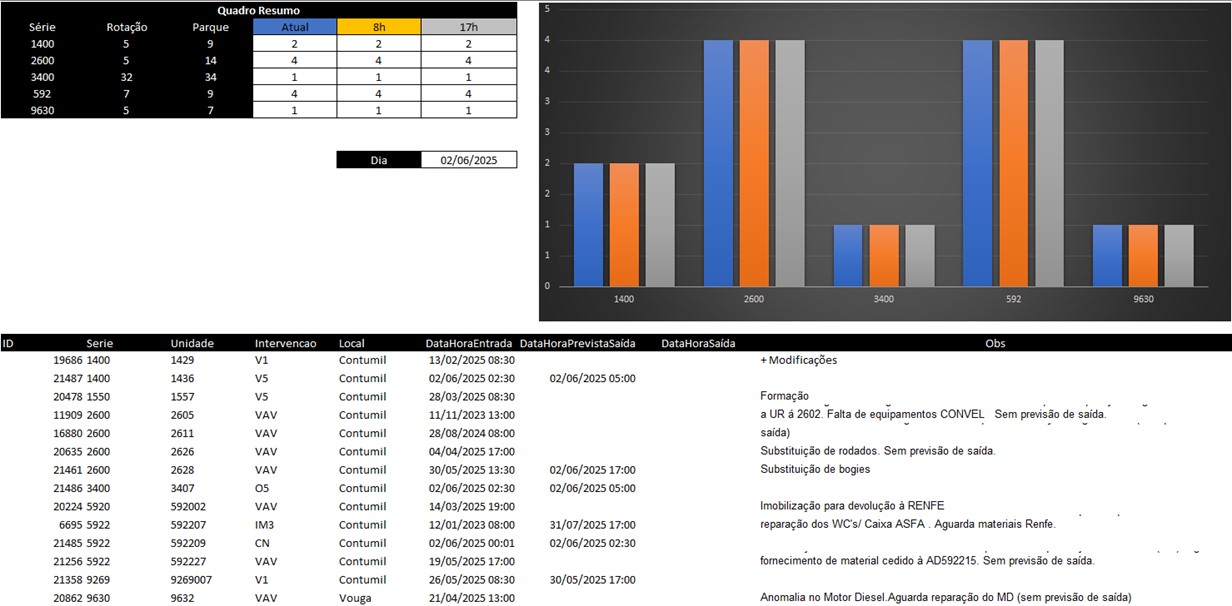 Quadro Resumo
Série Rotação Parque Atual 8h 17h
1400 5 9 2 2 2
2600 5 14 4 4 4
3400 32 34 1 1 1
592 7 9 4 4 4
9630 5 7 1 1 1
Dia 02/06/2025
5
4
4
3
3
2
2
1
1
0
1400 2600 3400 592 9630
ID Serie Unidade Intervencao Local DataHoraEntrada DataHoraPrevistaSaída DataHoraSaída Obs
19686 1400 1429 V1 Contumil 13/02/2025 08:30 + Modificações
21487 1400 1436 V5 Contumil 02/06/2025 02:30 02/06/2025 05:00
20478 1550 1557 V5 Contumil 28/03/2025 08:30 Formação
11909 2600 2605 VAV Contumil 11/11/2023 13:00 a UR á 2602. Falta de equipamentos CONVEL Sem previsão de saída.
16880 2600 2611 VAV Contumil 28/08/2024 08:00 saída)
20635 2600 2626 VAV Contumil 04/04/2025 17:00 Substituição de rodados. Sem previsão de saída.
21461 2600 2628 VAV Contumil 30/05/2025 13:30 02/06/2025 17:00 Substituição de bogies
21486 3400 3407 O5 Contumil 02/06/2025 02:30 02/06/2025 05:00
20224 5920 592002 VAV Contumil 14/03/2025 19:00 Imobilização para devolução à RENFE
6695 5922 592207 IM3 Contumil 12/01/2023 08:00 31/07/2025 17:00 reparação dos WC's/ Caixa ASFA . Aguarda materiais Renfe.
21485 5922 592209 CN Contumil 02/06/2025 00:01 02/06/2025 02:30
21256 5922 592227 VAV Contumil 19/05/2025 17:00 fornecimento de material cedido à AD592215. Sem previsão de saída.
21358 9269 9269007 V1 Contumil 26/05/2025 08:30 30/05/2025 17:00
20862 9630 9632 VAV Vouga 21/04/2025 13:00 Anomalia no Motor Diesel.Aguarda reparação do MD (sem previsão de saída)